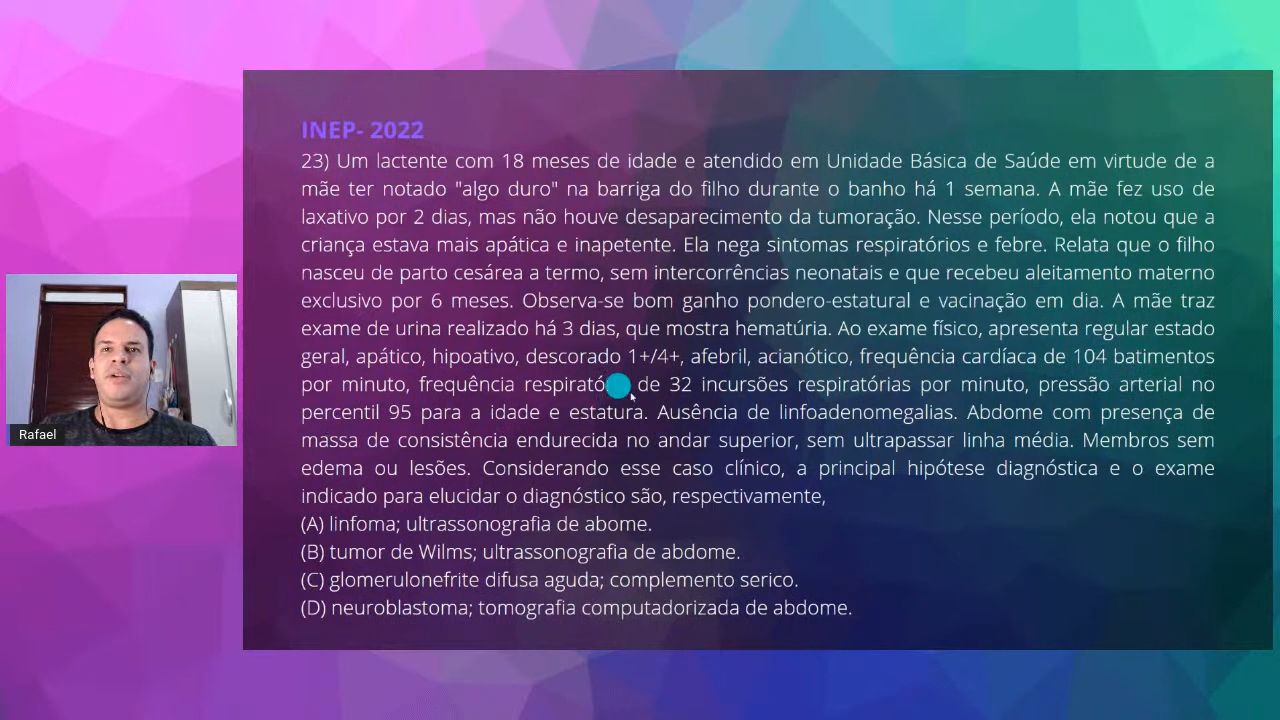 INEP- 2022
23) Um lactente com 18 meses de idade e atendido em Unidade Básica de Saúde em virtude de a
mãe ter notado "algo duro" na barriga do filho durante o banho há 1 semana. A mãe fez uso de
laxativo por 2 dias, mas não houve desaparecimento da tumoração. Nesse período, ela notou que a
criança estava mais apática e inapetente. Ela nega sintomas respiratórios e febre. Relata que o filho
nasceu de parto cesárea a termo, sem intercorrências neonatais e que recebeu aleitamento materno
exclusivo por 6 meses. Observa-se bom ganho pondero-estatural e vacinação em dia. A mãe traz
exame de urina realizado há 3 dias, que mostra hematúria. Ao exame físico, apresenta regular estado
geral, apático, hipoativo, descorado 1+/4+, afebril, acianótico, frequência cardíaca de 104 batimentos
por minuto, frequência de 32 incursões respiratórias por minuto, pressão arterial no
percentil 95 para a idade e estatura. Ausência de linfoadenomegalias. Abdome com presença de
massa de consistência endurecida no andar superior, sem ultrapassar linha média. Membros sem
edema ou lesões. Considerando esse caso clínico, a principal hipótese diagnóstica e o exame
indicado para elucidar o diagnóstico são, respectivamente,
(A) linfoma; ultrassonografia de abome.
(B) tumor de Wilms; ultrassonografia de abdome.
(C) glomerulonefrite difusa aguda; complemento serico.
(D) neuroblastoma; tomografia computadorizada de abdome.
Rafael